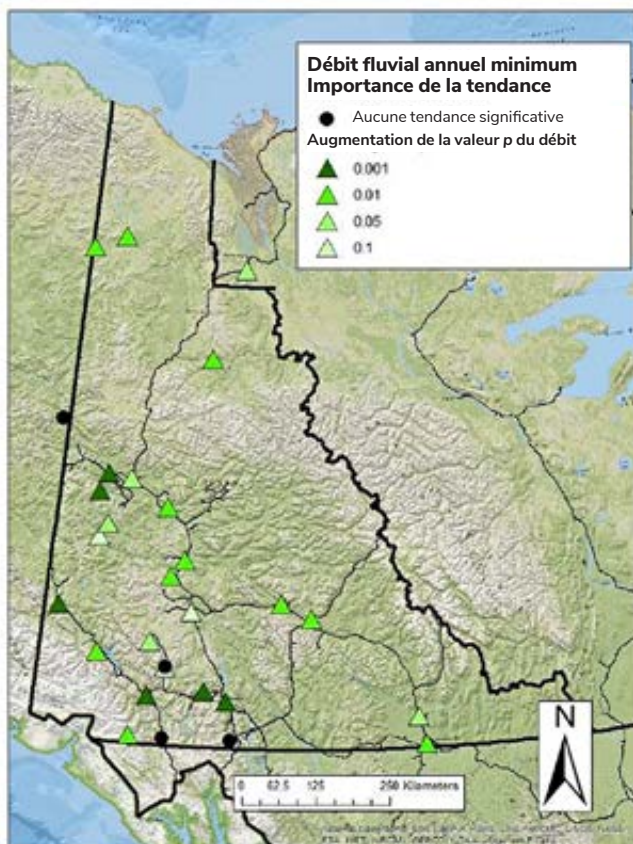 Débit fluvial annuel minimum
Importance de la tendance
Aucune tendance significative
Augmentation de la valeur p du débit
0.001
0.01
0.05
0.1
N
0 62.5 125 250 Kilometers